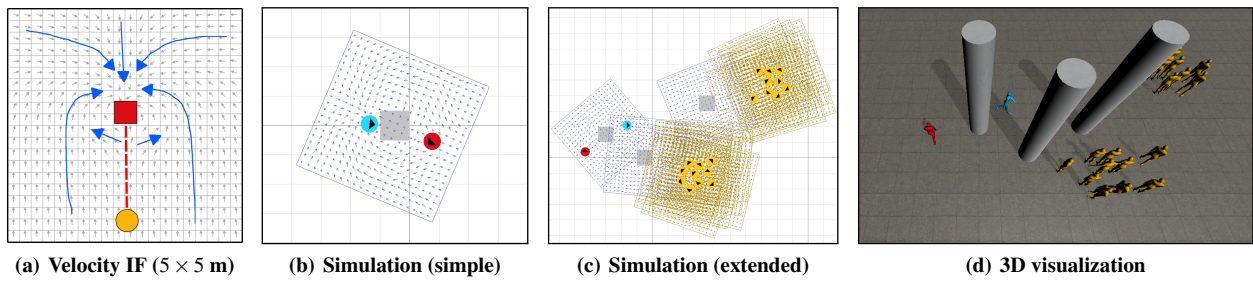 (a) Velocity IF (5 × 5 m)
(b) Simulation (simple)
(c) Simulation (extended)
(d) 3D visualization